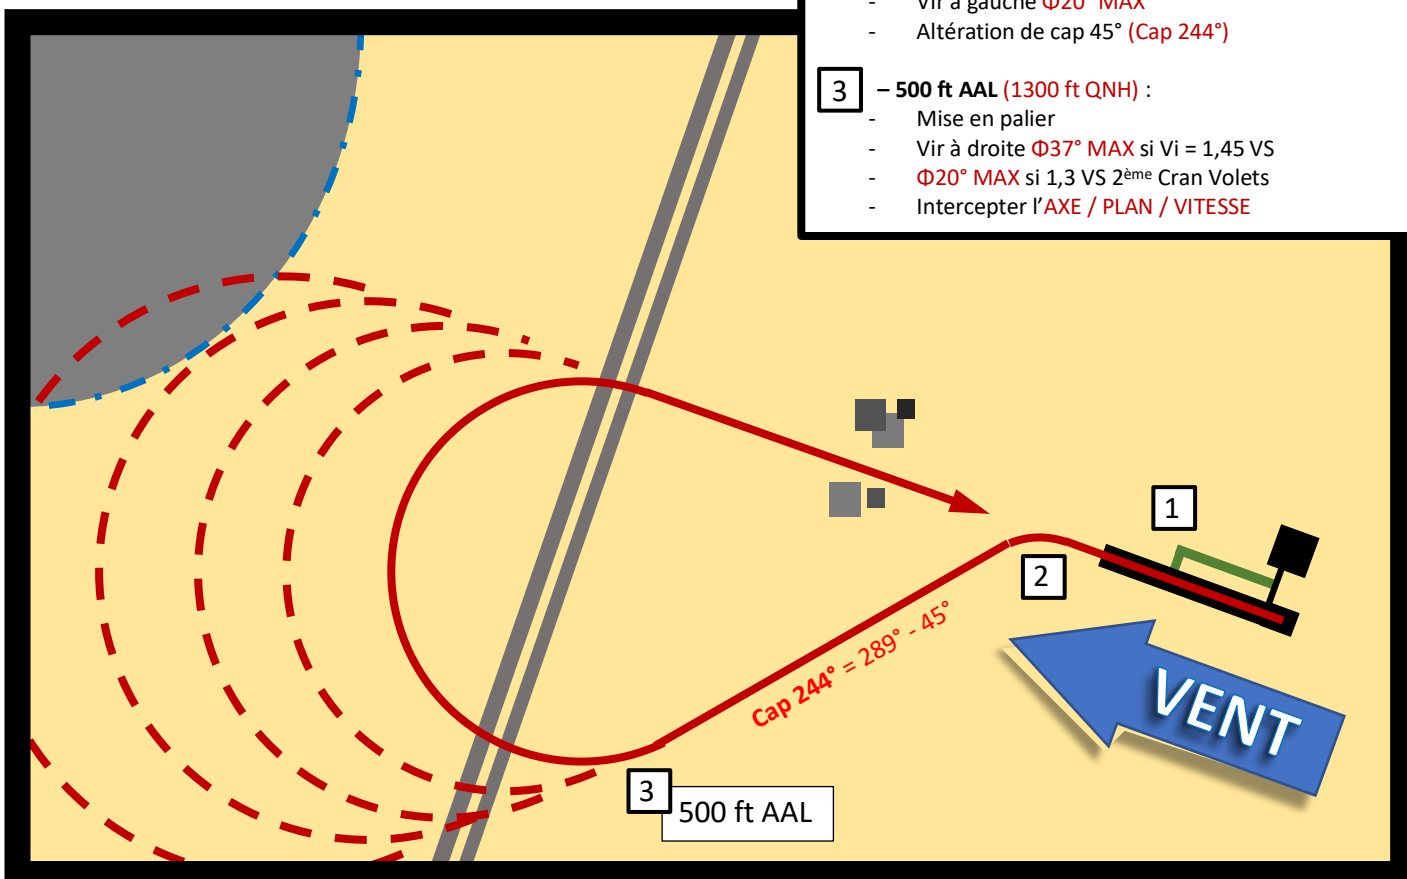 - Vir à gauche Φ20° MAX
- Altération de cap 45° (Cap 244°)
3 – 500 ft AAL (1300 ft QNH) :
- Mise en palier
- Vir à droite Φ37° MAX si Vi = 1,45 VS
- Φ20° MAX si 1,3 VS 2ème Cran Volets
- Intercepter l’AXE / PLAN / VITESSE
1
2
Cap 244° = 289° - 45°
VENT
3
500 ft AAL